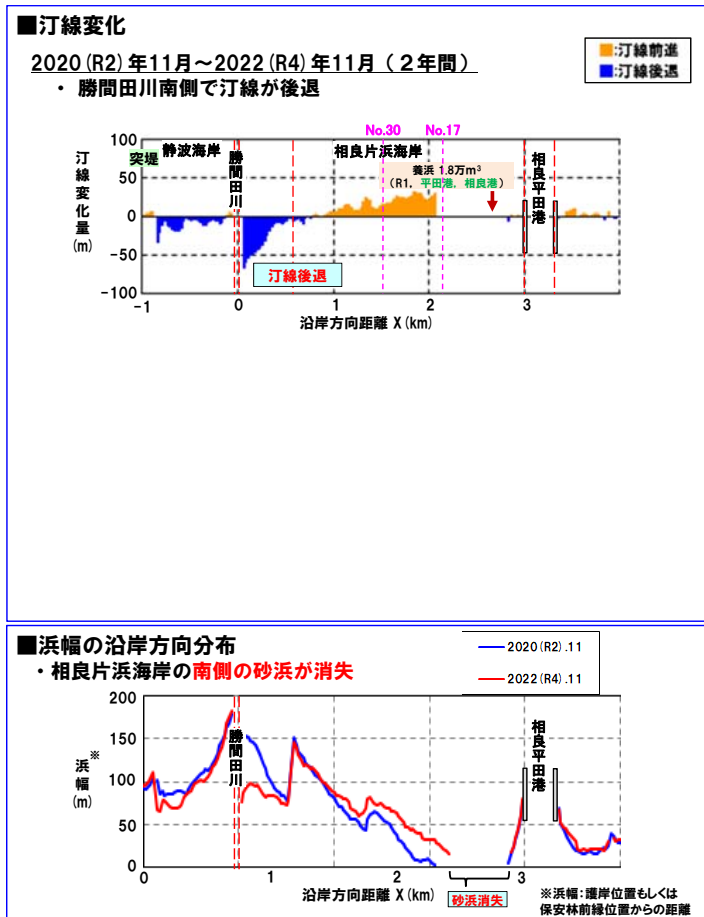 ■汀線変化
2020(R2)年11月~2022(R4)年11月(2年間)
・ 勝間田川南側で汀線が後退
■:汀線前進
■:汀線後退
No.30
No.17
突堤
静波海岸
勝間田川
相良片浜海岸
養浜 1.8万m³
(R1, 平田港, 相良港)
相良平田港
汀線後退
汀線変化量
(m)
100
50
0
-50
-100
-1
0
1
2
3
沿岸方向距離 X(km)
■浜幅の沿岸方向分布
・相良片浜海岸の南側の砂浜が消失
2020(R2).11
2022(R4).11
浜幅※
(m)
200
150
100
50
0
勝間田川
相良平田港
0
1
2
3
沿岸方向距離 X(km)
砂浜消失
※浜幅:護岸位置もしくは
保安林前縁位置からの距離